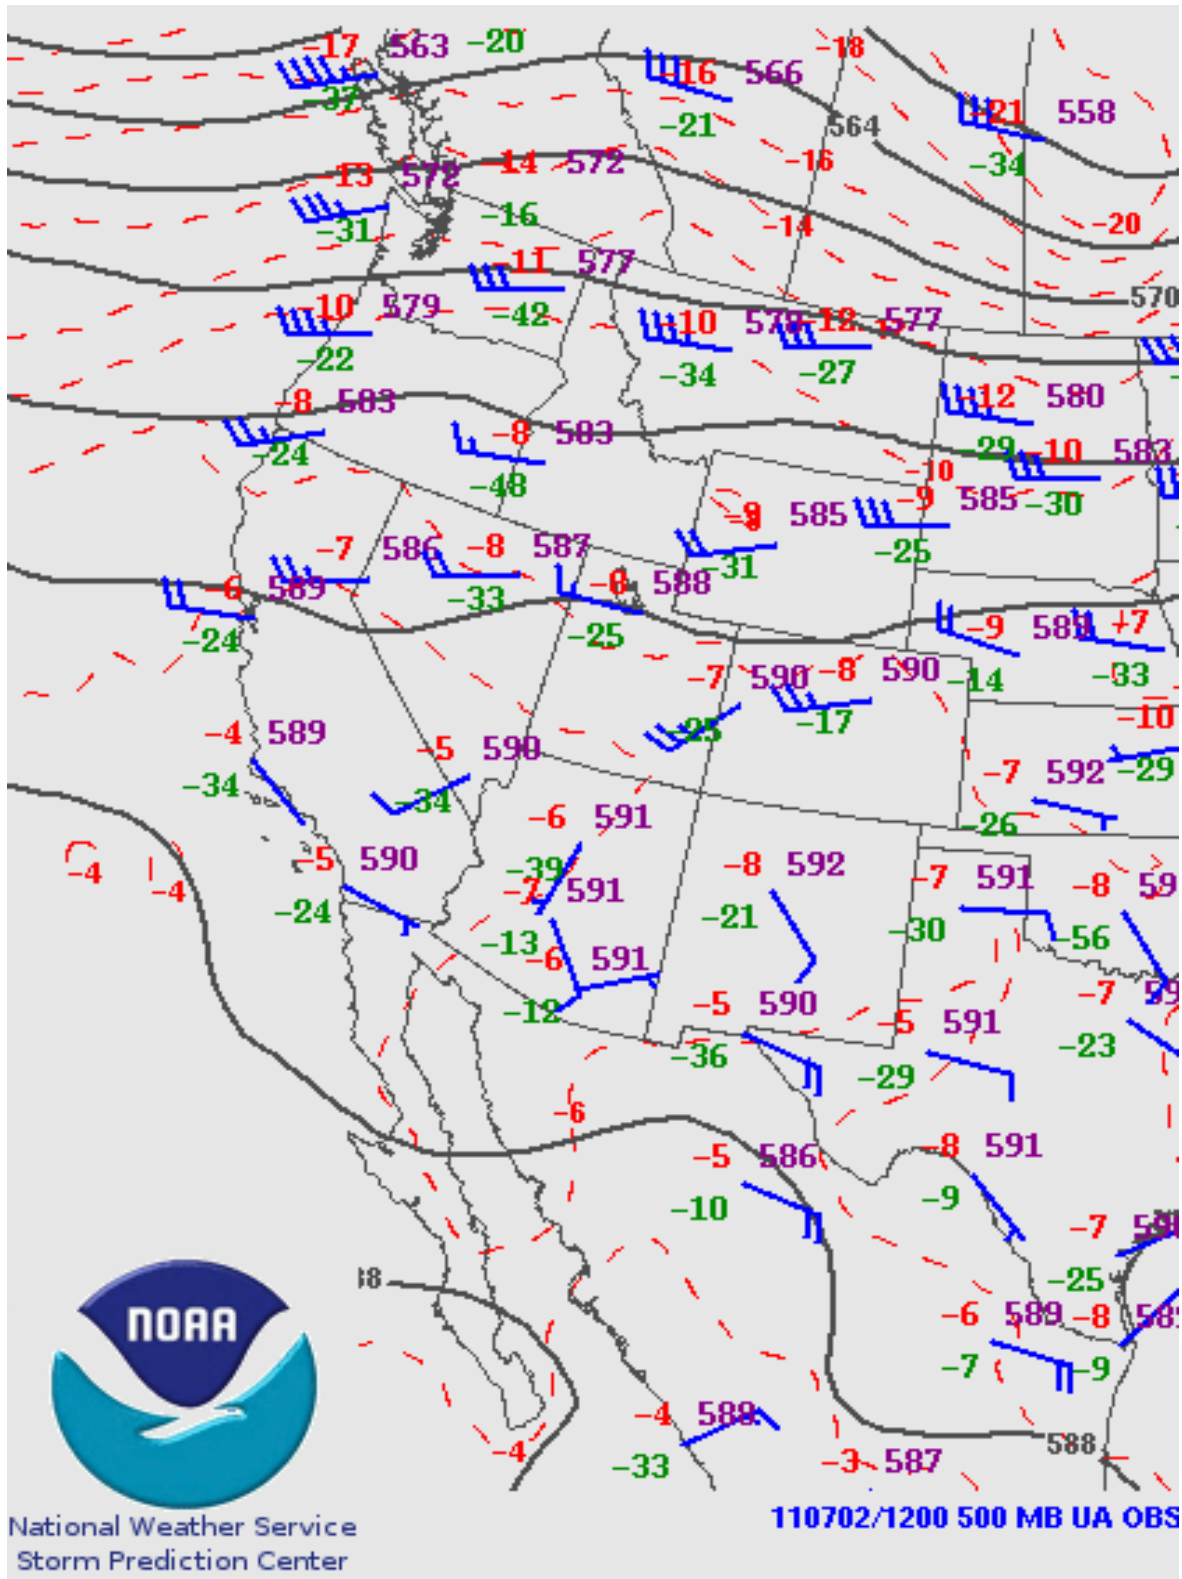 -17 563 -20 -18
-37 -16 566 -21 558
-21 564 -34
-13 572 -14 572 -16
-31 -16 -14 -20
-11 577 570
-10 579 -42 -10 -12 577
-22 -34 -27
-8 583 -12 580
-24 -8 583 -29 -10 583
-48 -10 -30
-9 585 -9 585
-7 586 -8 587 -31 -25
-6 589 -33 -8 588
-24 -25 -9 -7
-7 590 -8 590 -14 -33
-4 589 -5 590 -25 -17 -10
-34 -34 -7 592 -29
-6 591 -26
-4 -4 -5 590 -39 -8 592 -7 591 -8
-24 -7 591 -21 -30 -56
-13 -6 591 -7
-12 -5 590 -5 591 -23
-36 -29
-6
-5 586 -8 591
-10 -9 -7
-25
-6 589 -8
-7 -9
-4 588 588
-4 -33 -3 587
NOAA
110702/1200 500 MB UA OBS
National Weather Service
Storm Prediction Center